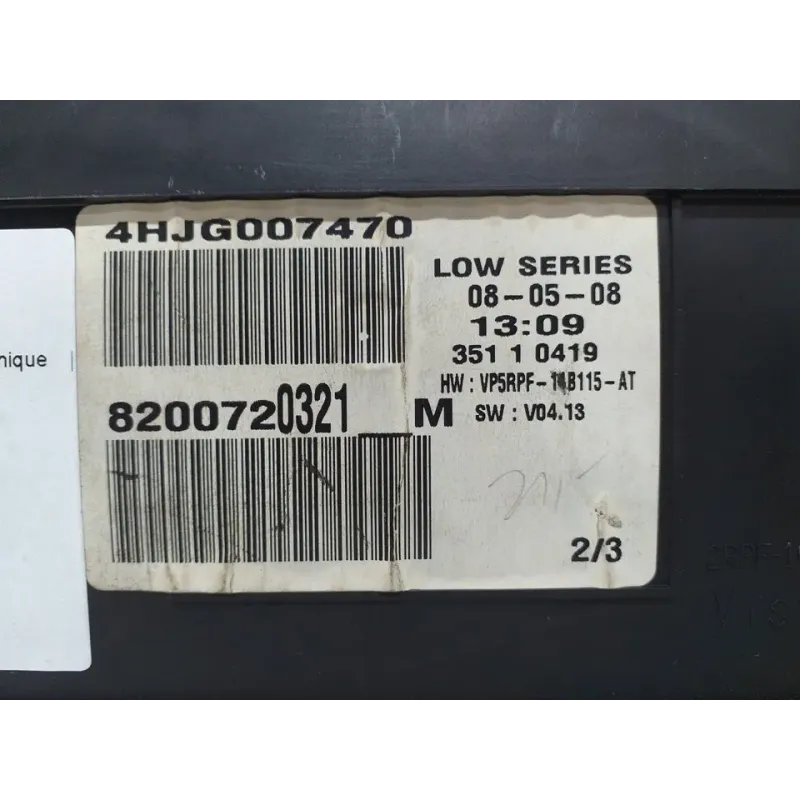 4HJG007470
LOW SERIES
08-05-08
13:09
351 1 0419
HW : VP5RPF-14B115-AT
8200720321__M
SW : V04.13
2/3
nique